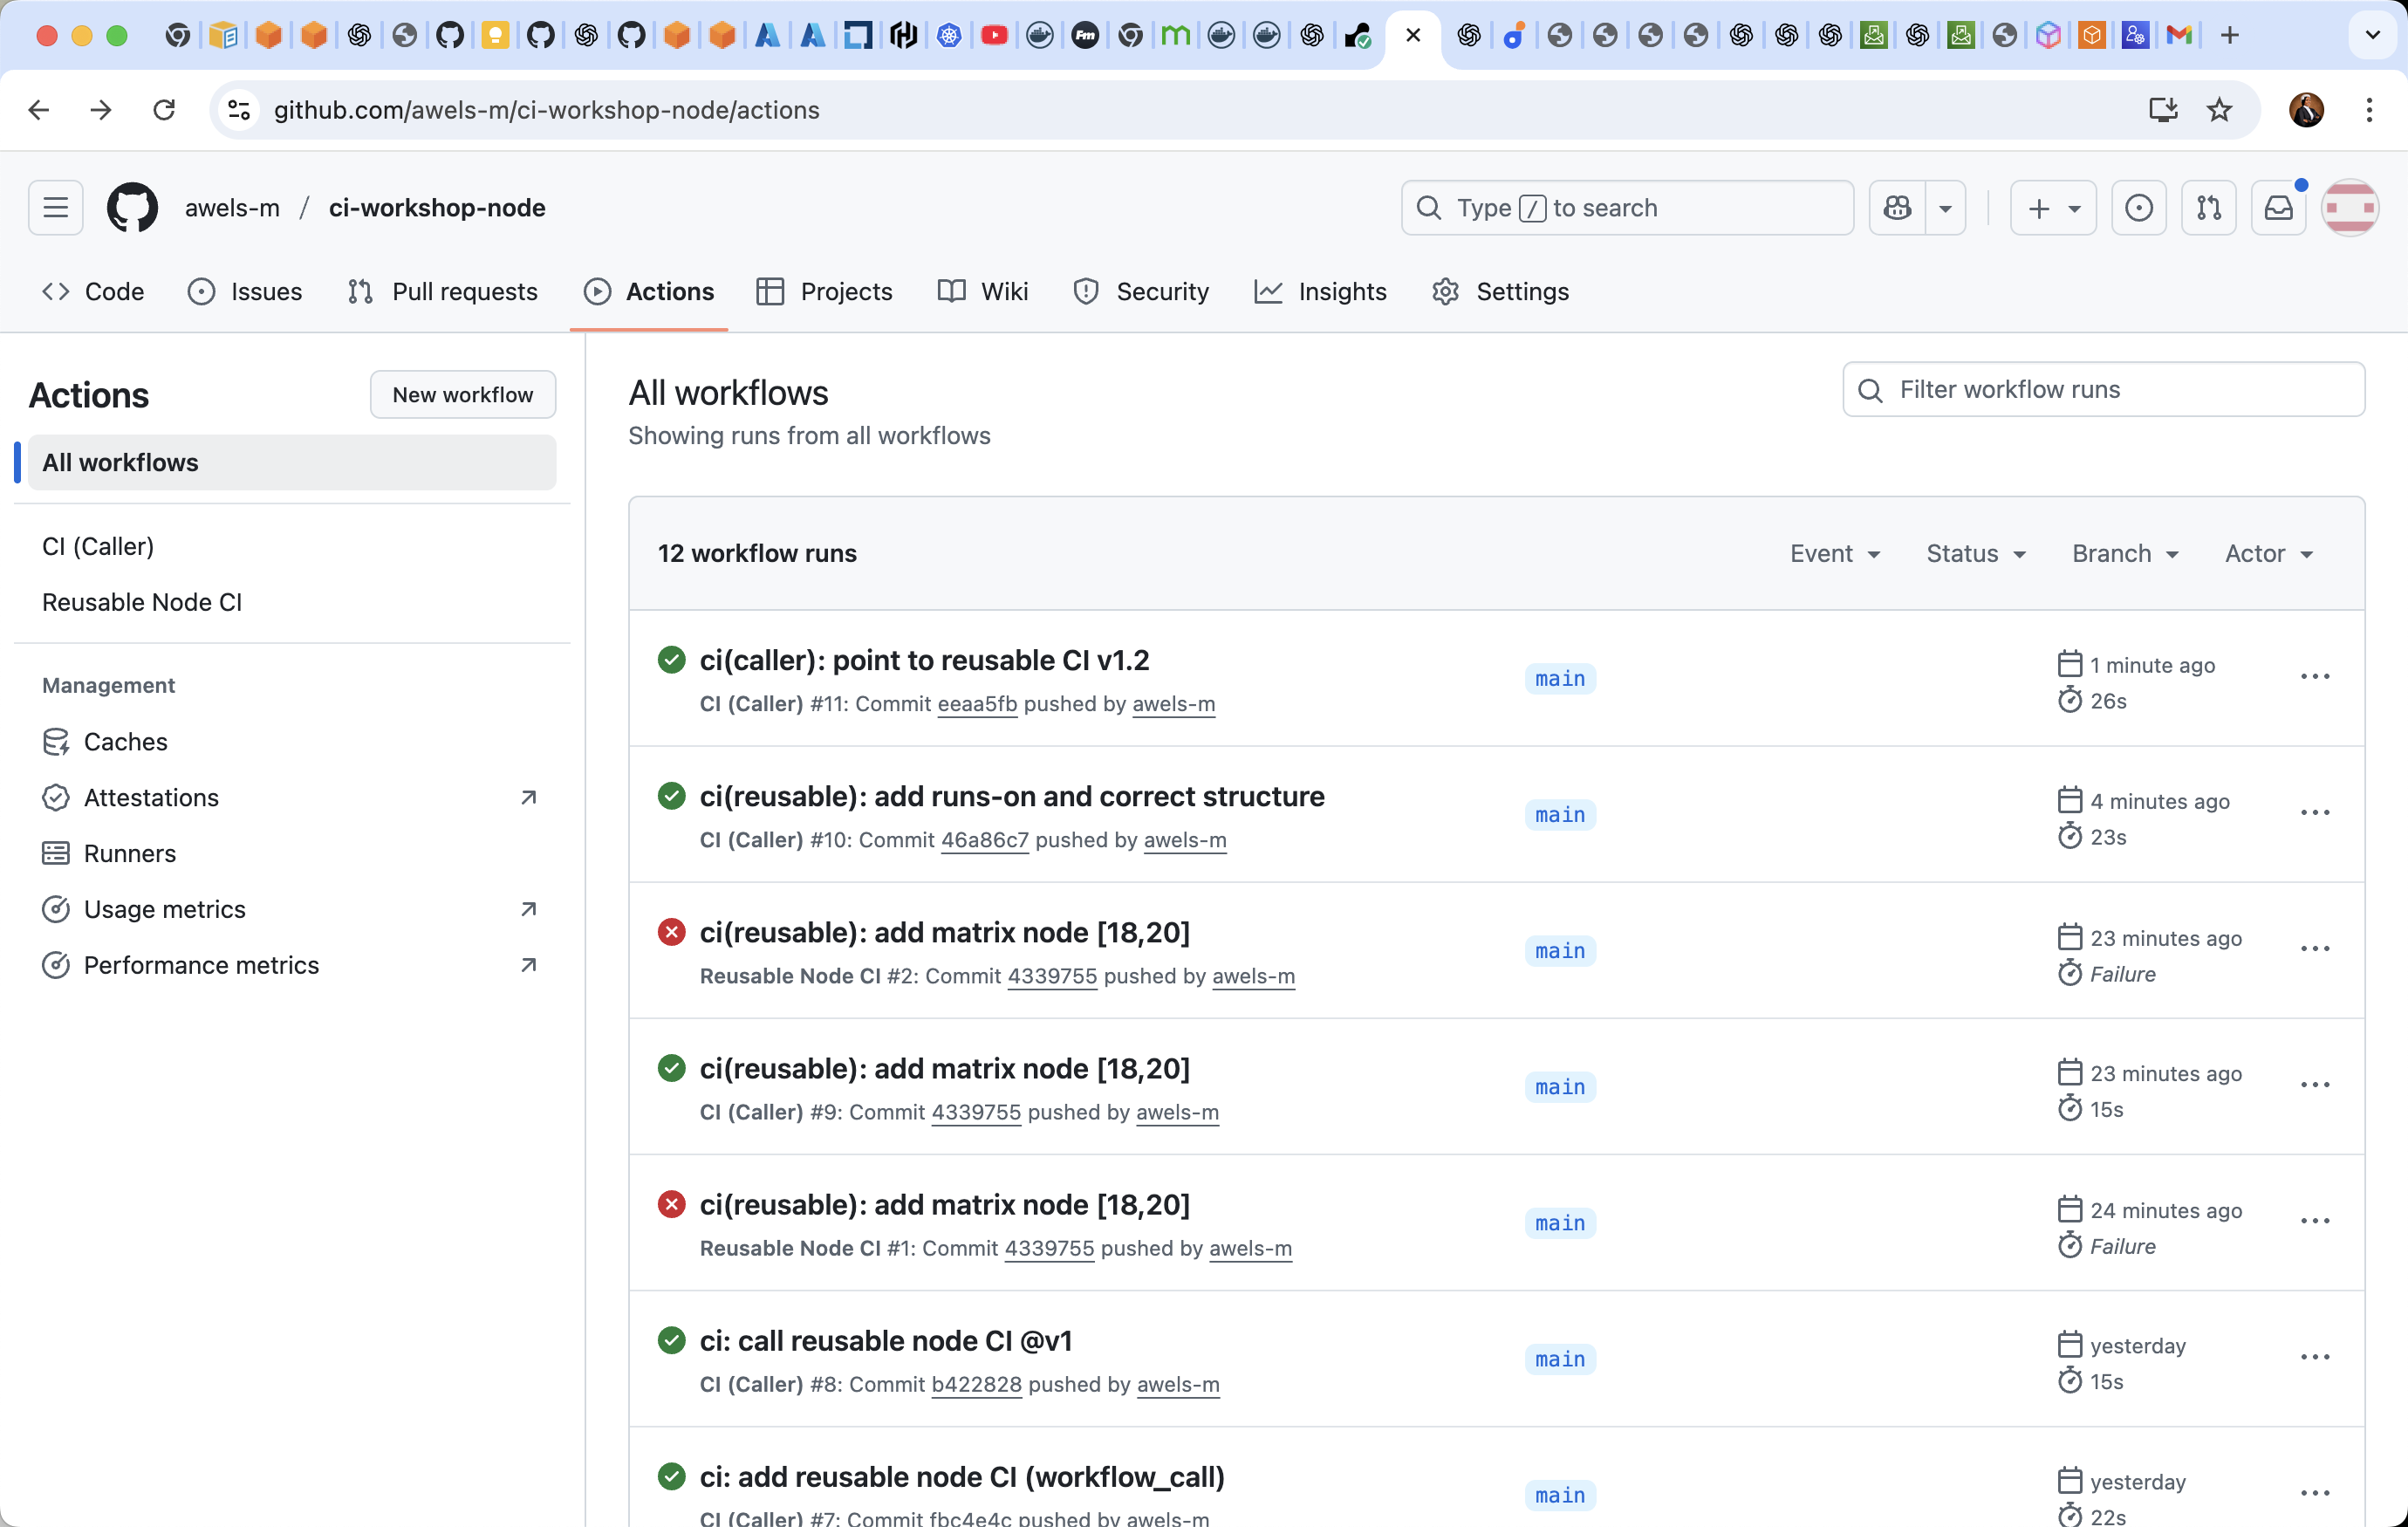 github.com/awels-m/ci-workshop-node/actions
awels-m / ci-workshop-node
Type / to search
Code Issues Pull requests Actions Projects Wiki Security Insights Settings
Actions
New workflow
All workflows
CI (Caller)
Reusable Node CI
Management
Caches
Attestations
Runners
Usage metrics
Performance metrics
All workflows
Showing runs from all workflows
Filter workflow runs
12 workflow runs
Event Status Branch Actor
ci(caller): point to reusable CI v1.2
CI (Caller) #11: Commit eeaa5fb pushed by awels-m
main
1 minute ago
26s
ci(reusable): add runs-on and correct structure
CI (Caller) #10: Commit 46a86c7 pushed by awels-m
main
4 minutes ago
23s
ci(reusable): add matrix node [18,20]
Reusable Node CI #2: Commit 4339755 pushed by awels-m
main
23 minutes ago
Failure
ci(reusable): add matrix node [18,20]
CI (Caller) #9: Commit 4339755 pushed by awels-m
main
23 minutes ago
15s
ci(reusable): add matrix node [18,20]
Reusable Node CI #1: Commit 4339755 pushed by awels-m
main
24 minutes ago
Failure
ci: call reusable node CI @v1
CI (Caller) #8: Commit b422828 pushed by awels-m
main
yesterday
15s
ci: add reusable node CI (workflow_call)
CI (Caller) #7: Commit fbc4e4c pushed by awels-m
main
yesterday
22s